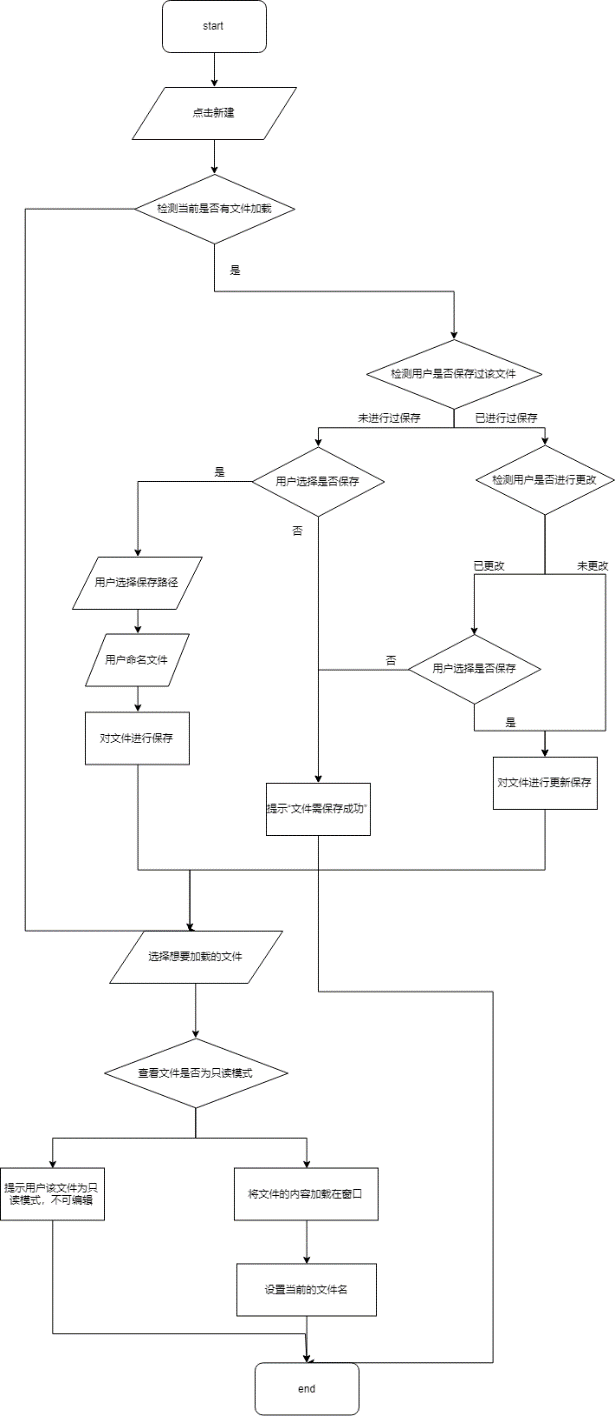 start
点击新建
检测当前是否有文件加载
是
检测用户是否保存过该文件
未进行过保存
已进行过保存
是
用户选择是否保存
检测用户是否进行更改
否
已更改
未更改
用户选择保存路径
用户命名文件
否
用户选择是否保存
对文件进行保存
是
提示“文件需保存成功”
对文件进行更新保存
选择想要加载的文件
查看文件是否为只读模式
提示用户该文件为只
读模式，不可编辑
将文件的内容加载在窗口
设置当前的文件名
end